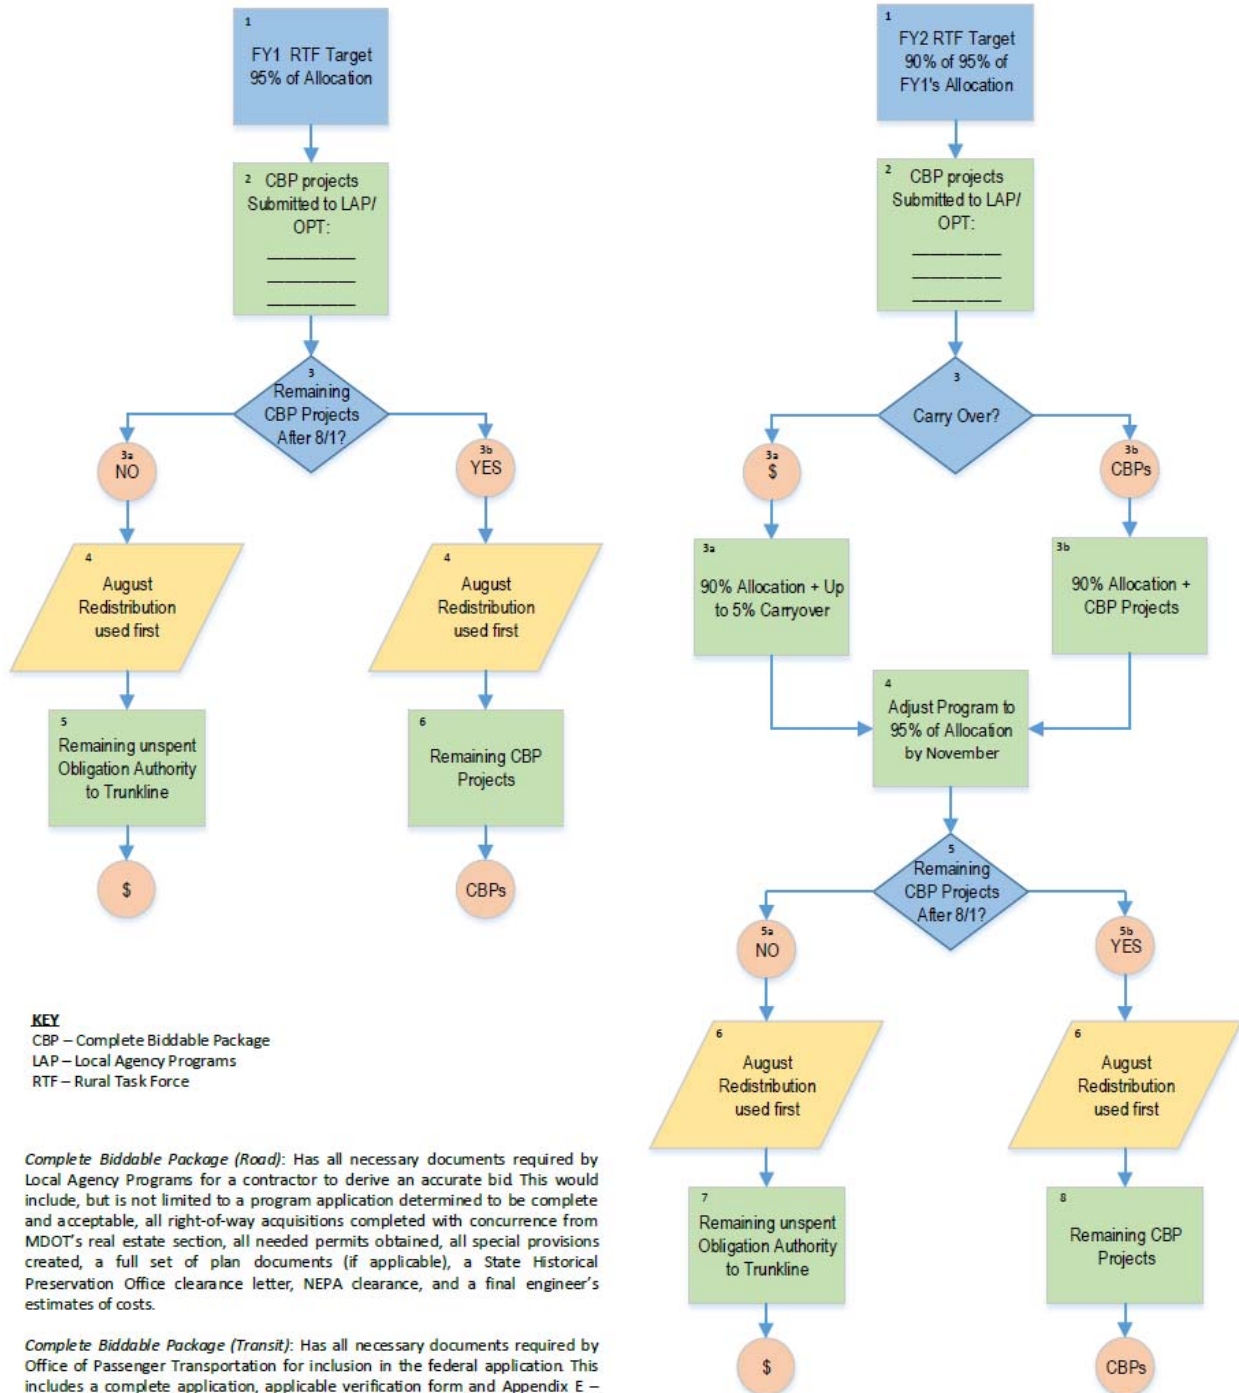 1
FY1 RTF Target
95% of Allocation
2
CBP projects
Submitted to LAP/
OPT:
3
Remaining
CBP Projects
After 8/1?
3a
NO
3b
YES
4
August
Redistribution
used first
4
August
Redistribution
used first
5
Remaining unspent
Obligation Authority
to Trunkline
6
Remaining CBP
Projects
$
CBPs
KEY
CBP – Complete Biddable Package
LAP – Local Agency Programs
RTF – Rural Task Force
Complete Biddable Package (Road): Has all necessary documents required by
Local Agency Programs for a contractor to derive an accurate bid. This would
include, but is not limited to a program application determined to be complete
and acceptable, all right-of-way acquisitions completed with concurrence from
MDOT's real estate section, all needed permits obtained, all special provisions
created, a full set of plan documents (if applicable), a State Historical
Preservation Office clearance letter, NEPA clearance, and a final engineer's
estimates of costs.
Complete Biddable Package (Transit): Has all necessary documents required by
Office of Passenger Transportation for inclusion in the federal application. This
includes a complete application, applicable verification form and Appendix E –
1
FY2 RTF Target
90% of 95% of
FY1's Allocation
2
CBP projects
Submitted to LAP/
OPT:
3
Carry Over?
3a
$
3b
CBPs
3a
90% Allocation + Up
to 5% Carryover
3b
90% Allocation +
CBP Projects
4
Adjust Program to
95% of Allocation
by November
5
Remaining
CBP Projects
After 8/1?
5a
NO
5b
YES
6
August
Redistribution
used first
6
August
Redistribution
used first
7
Remaining unspent
Obligation Authority
to Trunkline
8
Remaining CBP
Projects
$
CBPs